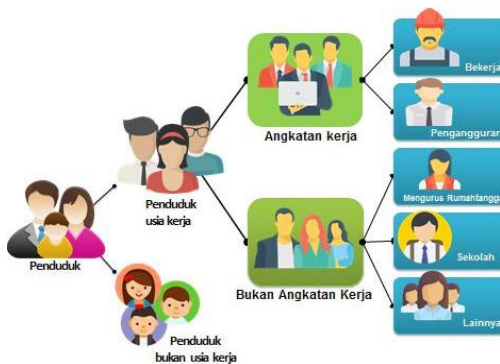 Penduduk
Penduduk
usia kerja
Penduduk
bukan usia kerja
Angkatan kerja
Bukan Angkatan Kerja
Bekerja
Pengangguran
Mengurus Rumahtangga
Sekolah
Lainnya